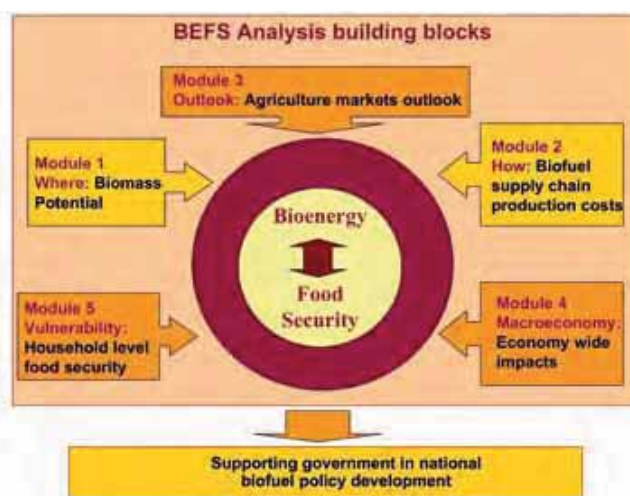 BEFS Analysis building blocks
Module 3
Outlook: Agriculture markets outlook
Module 1
Where: Biomass
Potential
Module 2
How: Biofuel
supply chain
production costs
Bioenergy
Food
Security
Module 5
Vulnerability:
Household level
food security
Module 4
Macroeconomy:
Economy wide
impacts
Supporting government in national
biofuel policy development